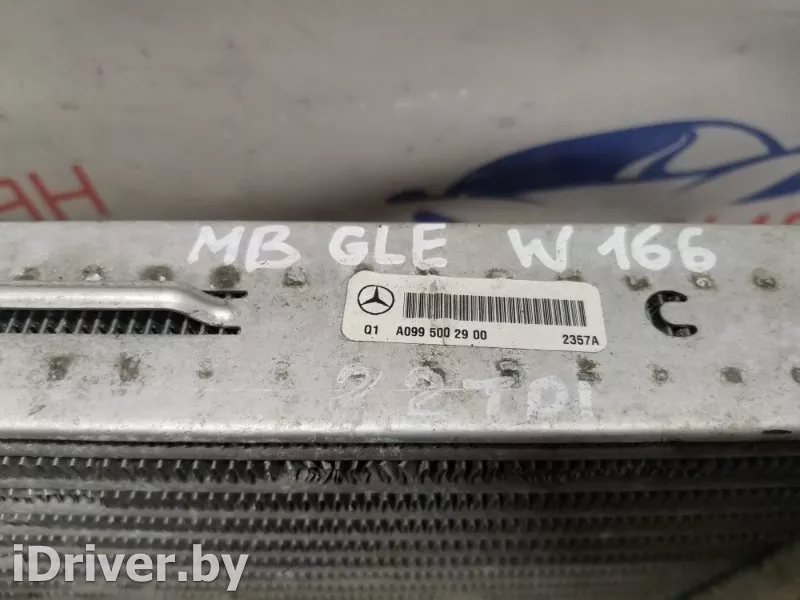 MB GLE W 166
Q1 A099 500 29 00 2357A
C
2 2 TDI
iDriver.by